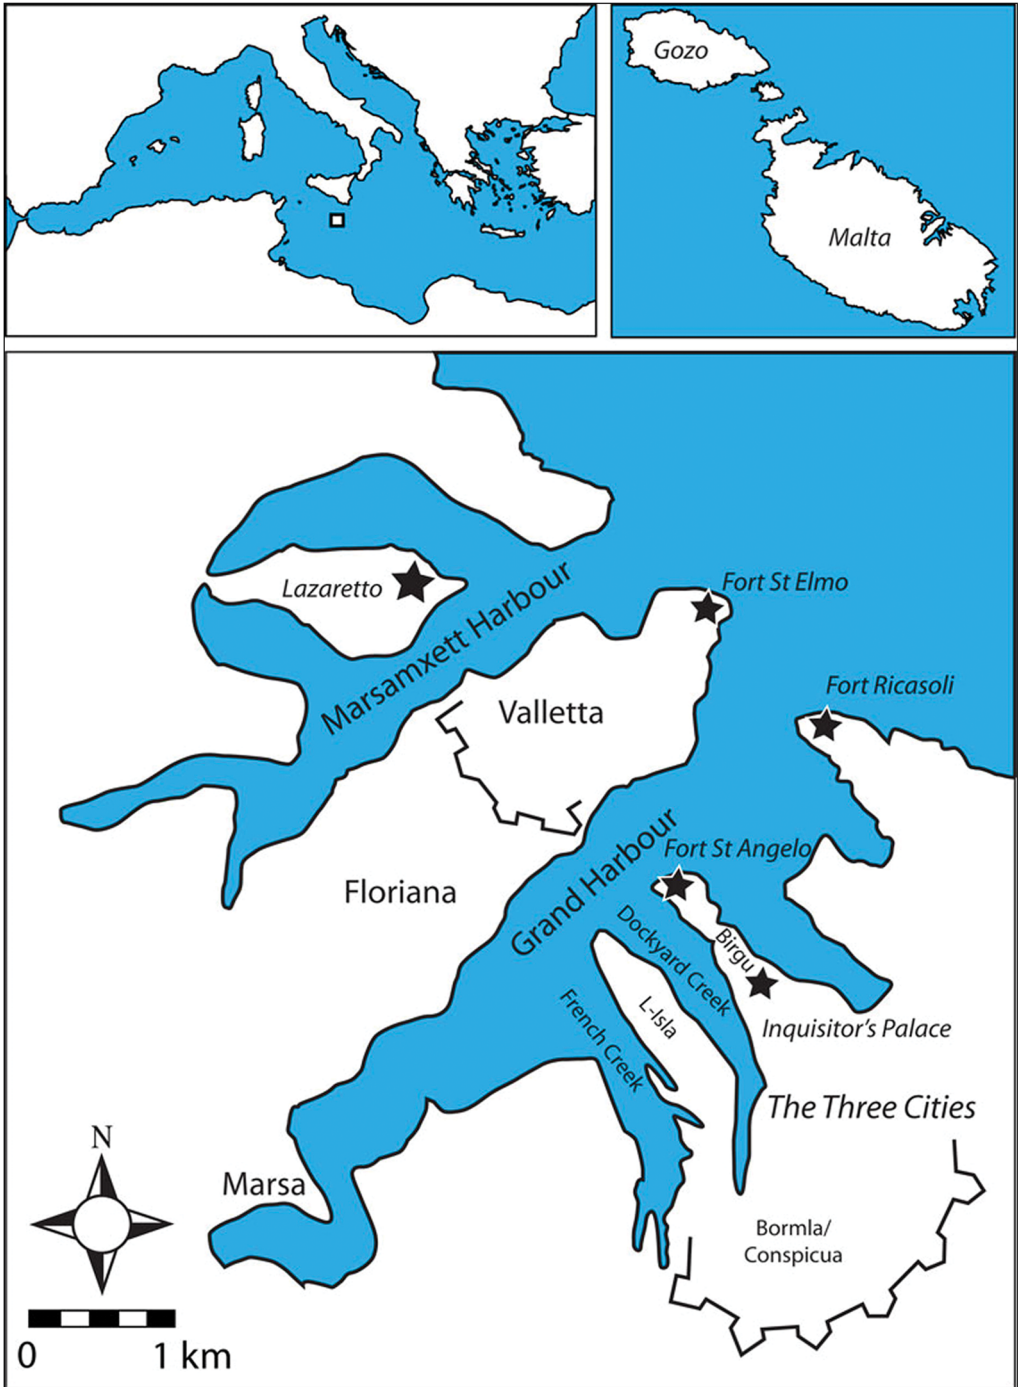 Gozo
Malta
Lazaretto
Marsamxett Harbour
Fort St Elmo
Fort Ricasoli
Valletta
Floriana
Grand Harbour
Fort St Angelo
Birgu
Dockyard Creek
L-Isla
French Creek
Inquisitor's Palace
The Three Cities
Marsa
Bormla/
Conspicua
N
0 1 km